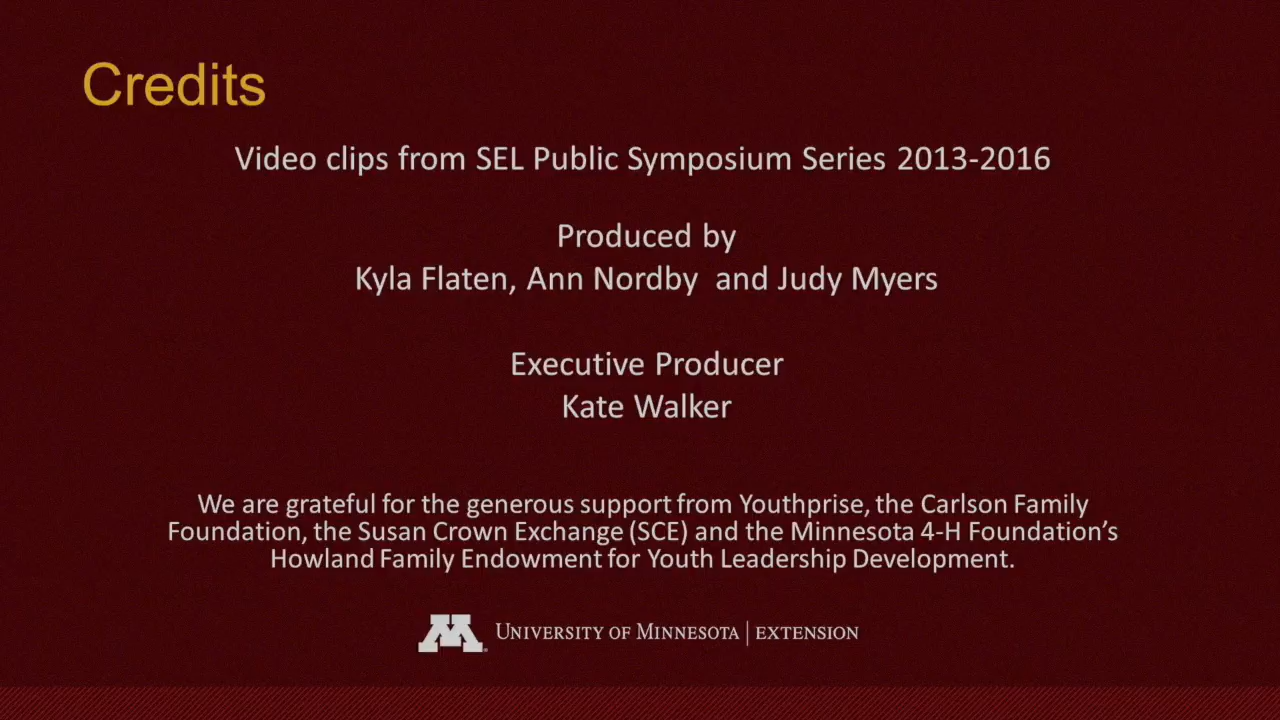 Credits
Video clips from SEL Public Symposium Series 2013-2016
Produced by
Kyla Flaten, Ann Nordby and Judy Myers
Executive Producer
Kate Walker
We are grateful for the generous support from Youthprise, the Carlson Family
Foundation, the Susan Crown Exchange (SCE) and the Minnesota 4-H Foundation’s
Howland Family Endowment for Youth Leadership Development.
M UNIVERSITY OF MINNESOTA | EXTENSION